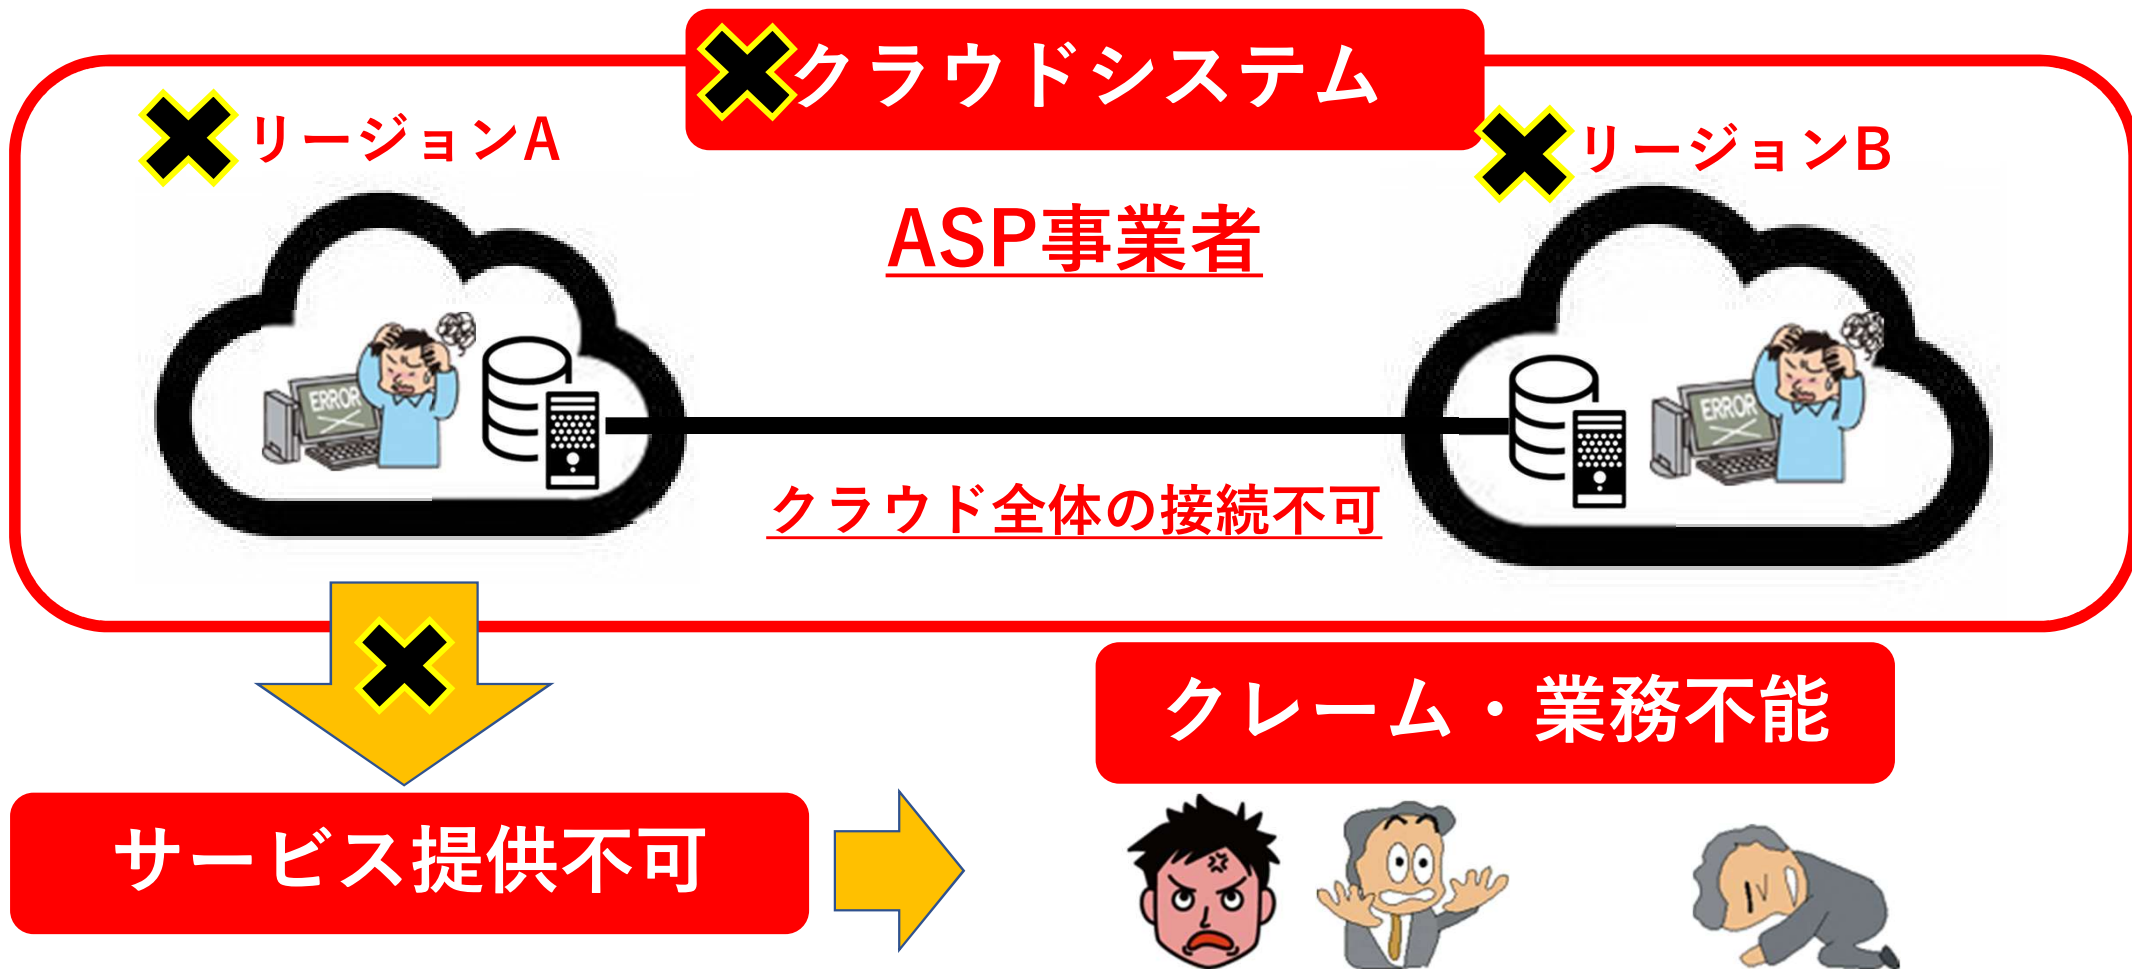 クラウドシステム
リージョンA
リージョンB
ASP事業者
ERROR
ERROR
クラウド全体の接続不可
クレーム・業務不能
サービス提供不可